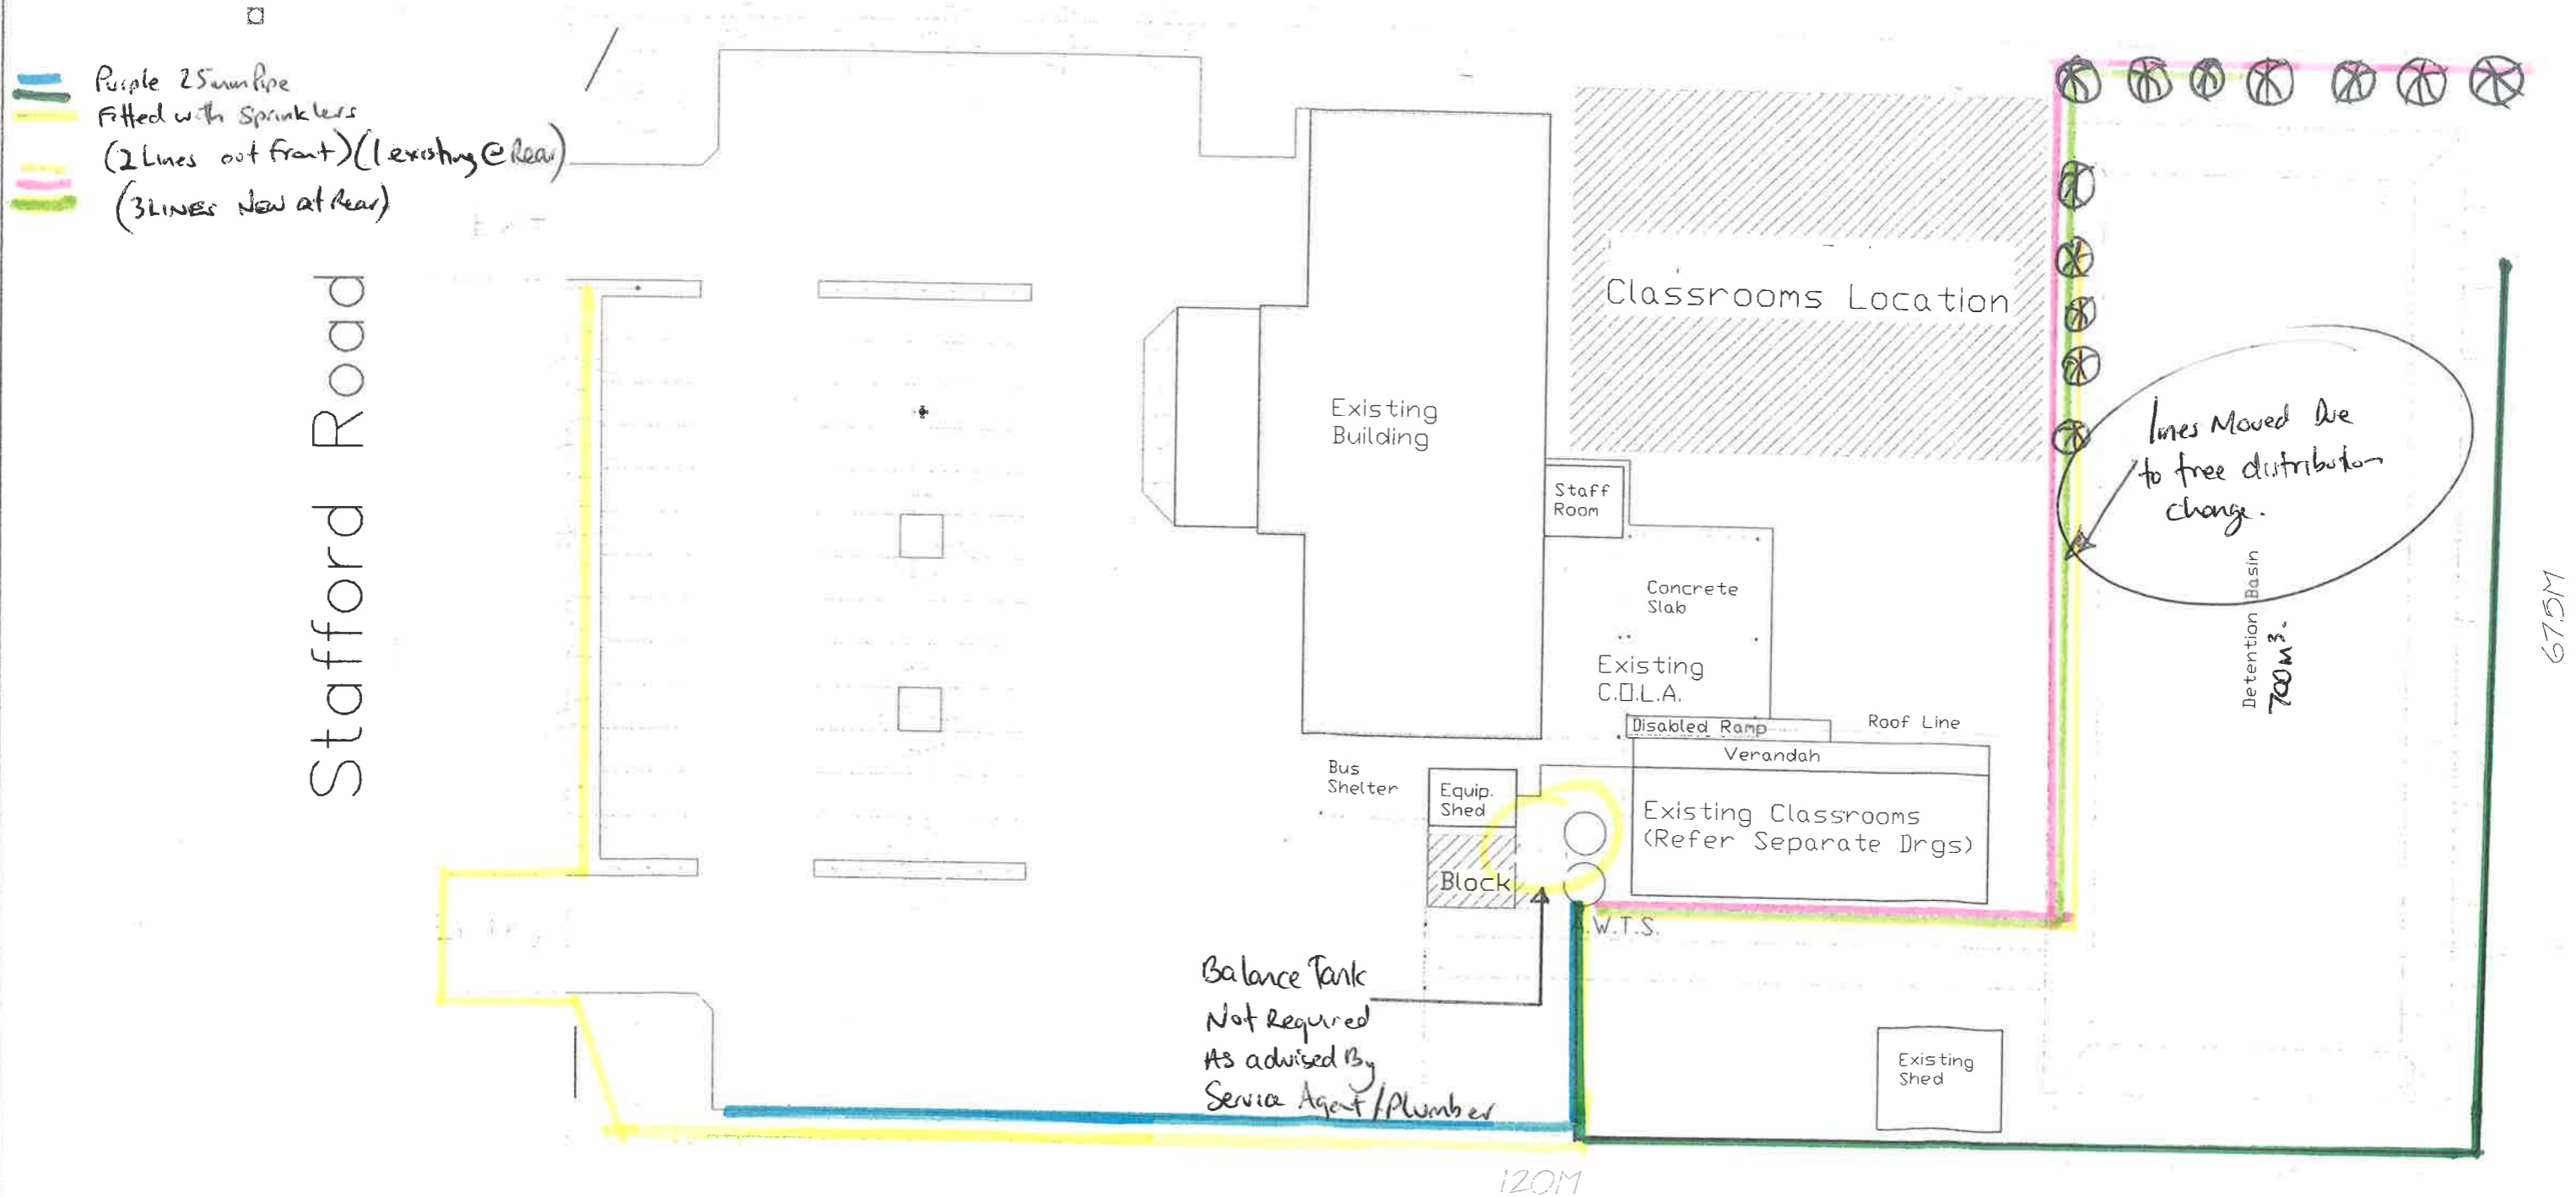 Purple 25mm Pipe
Fitted with Sprinklers
(2 Lines out front) (1 existing @ Rear)
(3 LINES New at Rear)
Stafford Road
Classrooms Location
Existing
Building
Staff
Room
Concrete
Slab
Existing
C.O.L.A.
Disabled Ramp
Roof Line
Verandah
Bus
Shelter
Equip.
Shed
Block
Existing Classrooms
(Refer Separate Drgs)
A.W.T.S.
Balance Tank
Not Required
As advised By
Service Agent/Plumber
Existing
Shed
lines Moved Due
to tree distribution
change.
Detention Basin
700M3.
67.5M
120M